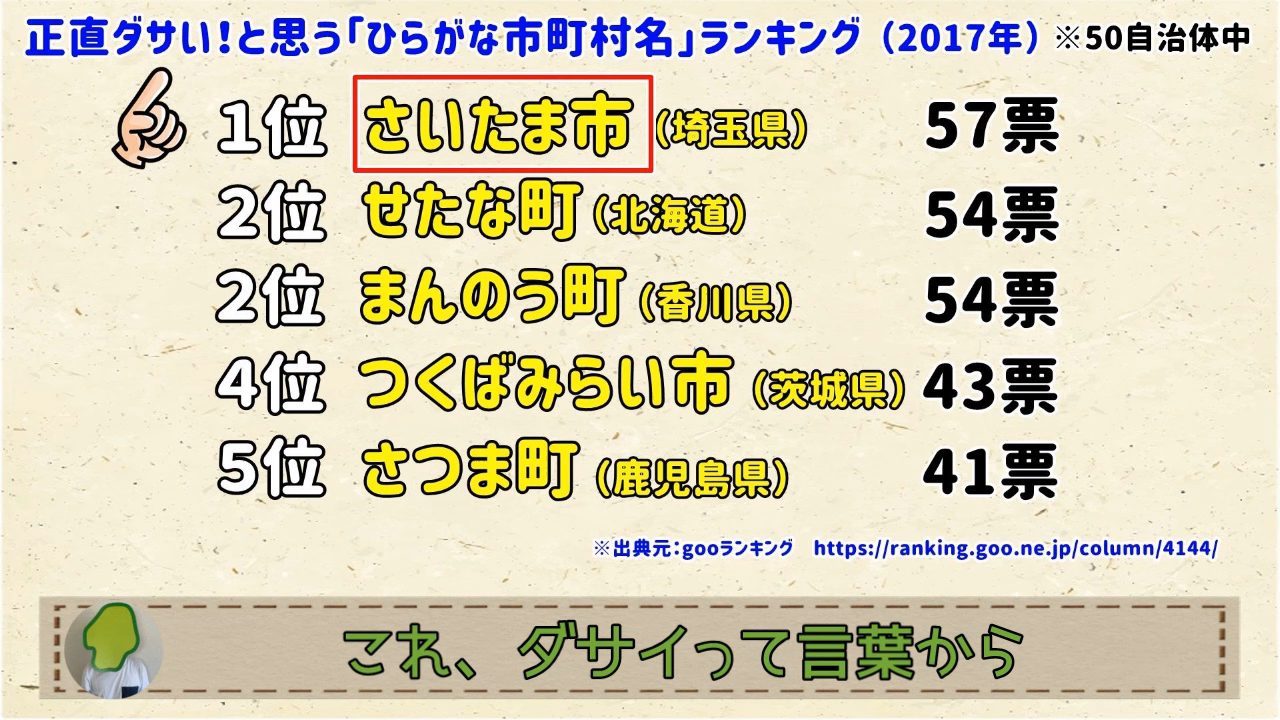 正直ダサい!と思う「ひらがな市町村名」ランキング（2017年）※50自治体中
1位 さいたま市（埼玉県） 57票
2位 せたな町（北海道） 54票
2位 まんのう町（香川県） 54票
4位 つくばみらい市（茨城県） 43票
5位 さつま町（鹿児島県） 41票
※出典元：gooランキング https://ranking.goo.ne.jp/column/4144/
これ、ダサイって言葉から